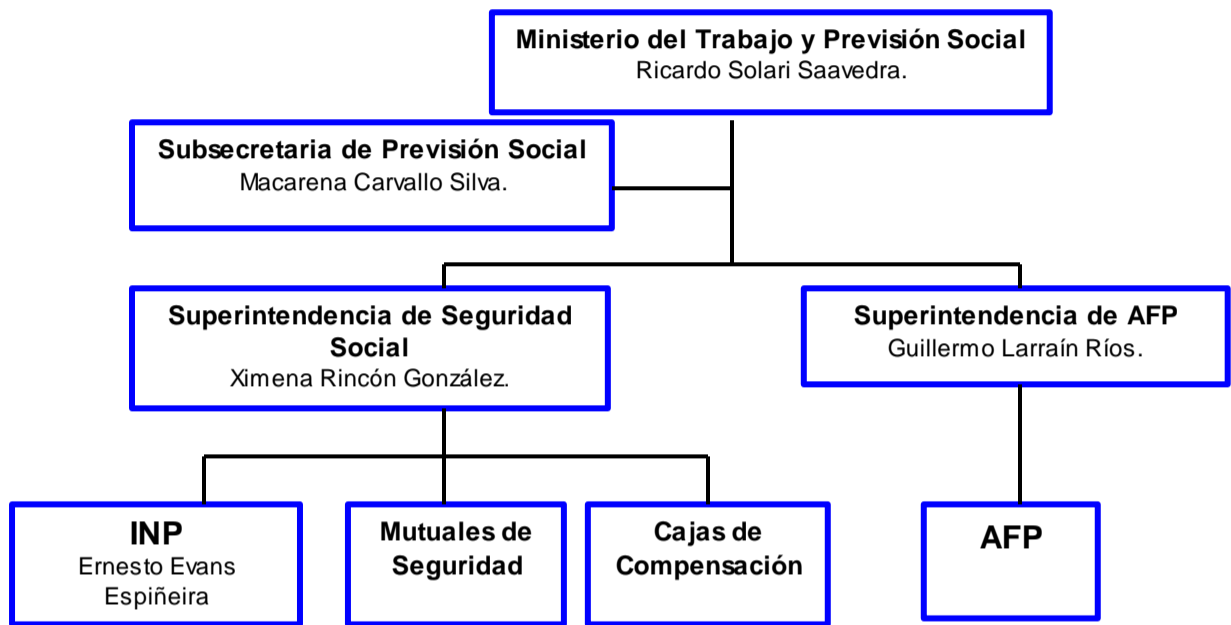 Ministerio del Trabajo y Previsión Social
Ricardo Solari Saavedra.
Subsecretaria de Previsión Social
Macarena Carvallo Silva.
Superintendencia de Seguridad
Social
Ximena Rincón González.
Superintendencia de AFP
Guillermo Larraín Ríos.
INP
Ernesto Evans
Espiñeira
Mutuales de
Seguridad
Cajas de
Compensación
AFP